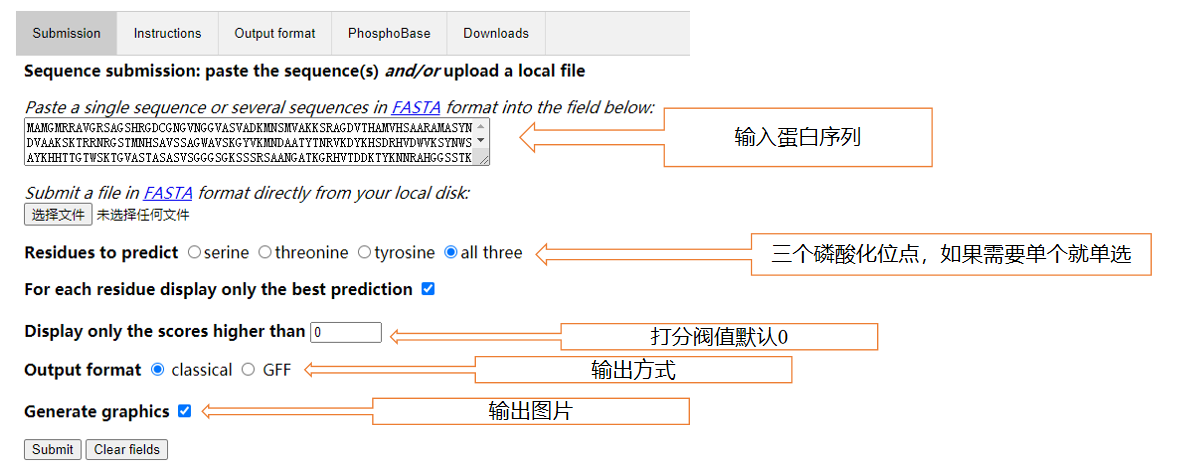 Submission Instructions Output format PhosphoBase Downloads
Sequence submission: paste the sequence(s) and/or upload a local file
Paste a single sequence or several sequences in FASTA format into the field below:
MAMGMRRAVGRSAGSHRGDCGNGVNGGVASVADKMNSMVAKKSRAGDVTHAMVHSAARAMASYN
DVAAKSKTRRNRGSTMNHSAVSSAGWAVSKGYVKMNDAATYTNRVKDYKHSDRHVDWVKSYNWS
AYKHHTTGTWSKTGVASTASASVSGGGSGKSSSRSAANGATKGRHVTDDKTYKNNRAHGGSSTK
输入蛋白序列
Submit a file in FASTA format directly from your local disk:
选择文件 未选择任何文件
Residues to predict serine threonine tyrosine all three
三个磷酸化位点，如果需要单个就单选
For each residue display only the best prediction
Display only the scores higher than 0
打分阀值默认0
Output format classical GFF
输出方式
Generate graphics
输出图片
Submit Clear fields